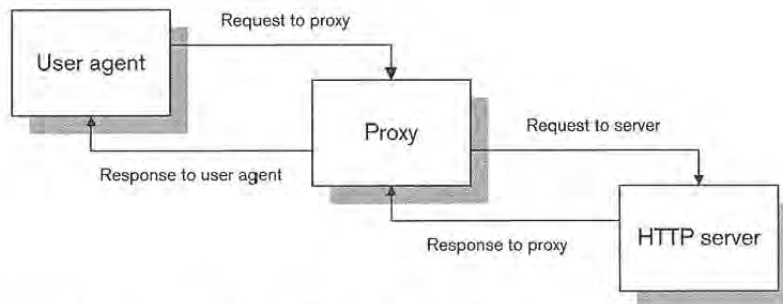 Request to proxy
User agent
Proxy
Request to server
Response to user agent
HTTP server
Response to proxy